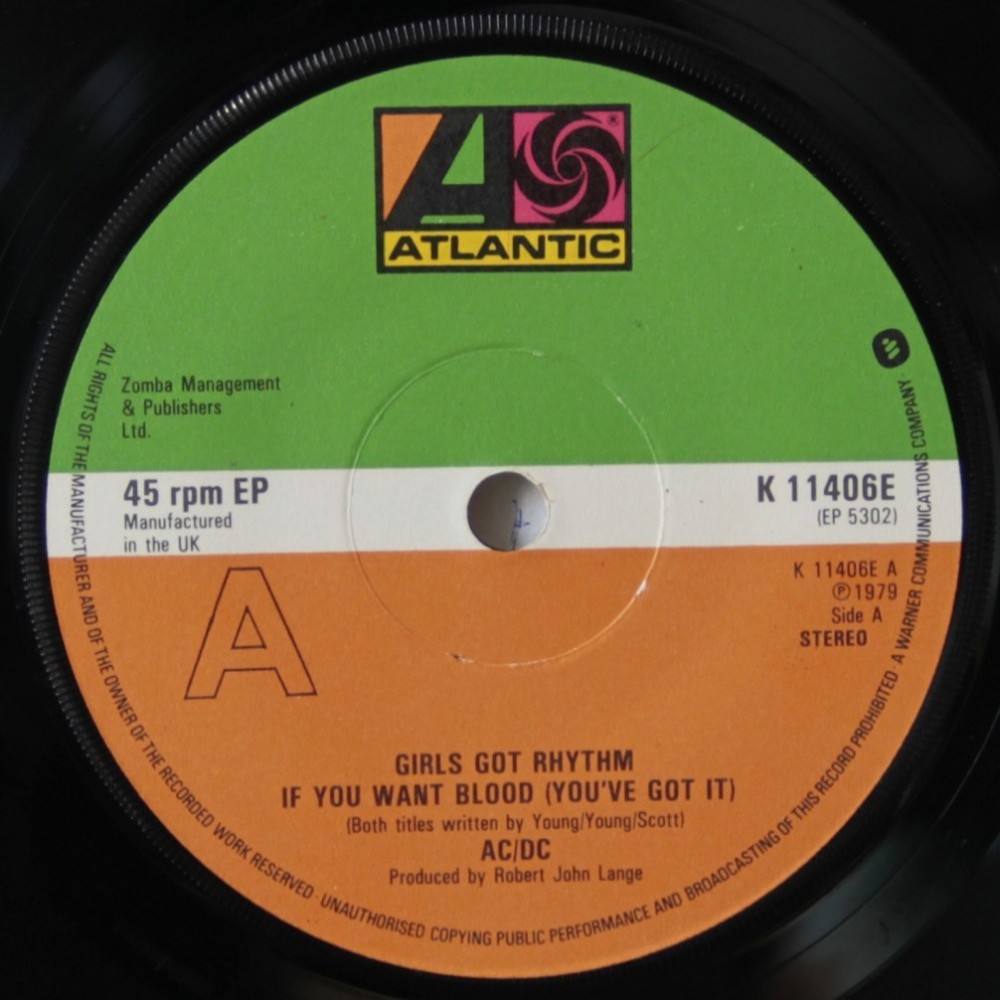 ATLANTIC
®
Zomba Management
& Publishers
Ltd.
45 rpm EP
Manufactured
in the UK
K 11406E
(EP 5302)
K 11406E A
℗1979
Side A
STEREO
A
GIRLS GOT RHYTHM
IF YOU WANT BLOOD (YOU'VE GOT IT)
(Both titles written by Young/Young/Scott)
AC/DC
Produced by Robert John Lange
ALL RIGHTS OF THE MANUFACTURER AND OF THE OWNER OF THE RECORDED WORK RESERVED · UNAUTHORISED COPYING PUBLIC PERFORMANCE AND BROADCASTING OF THIS RECORD PROHIBITED · A WARNER COMMUNICATIONS COMPANY ·